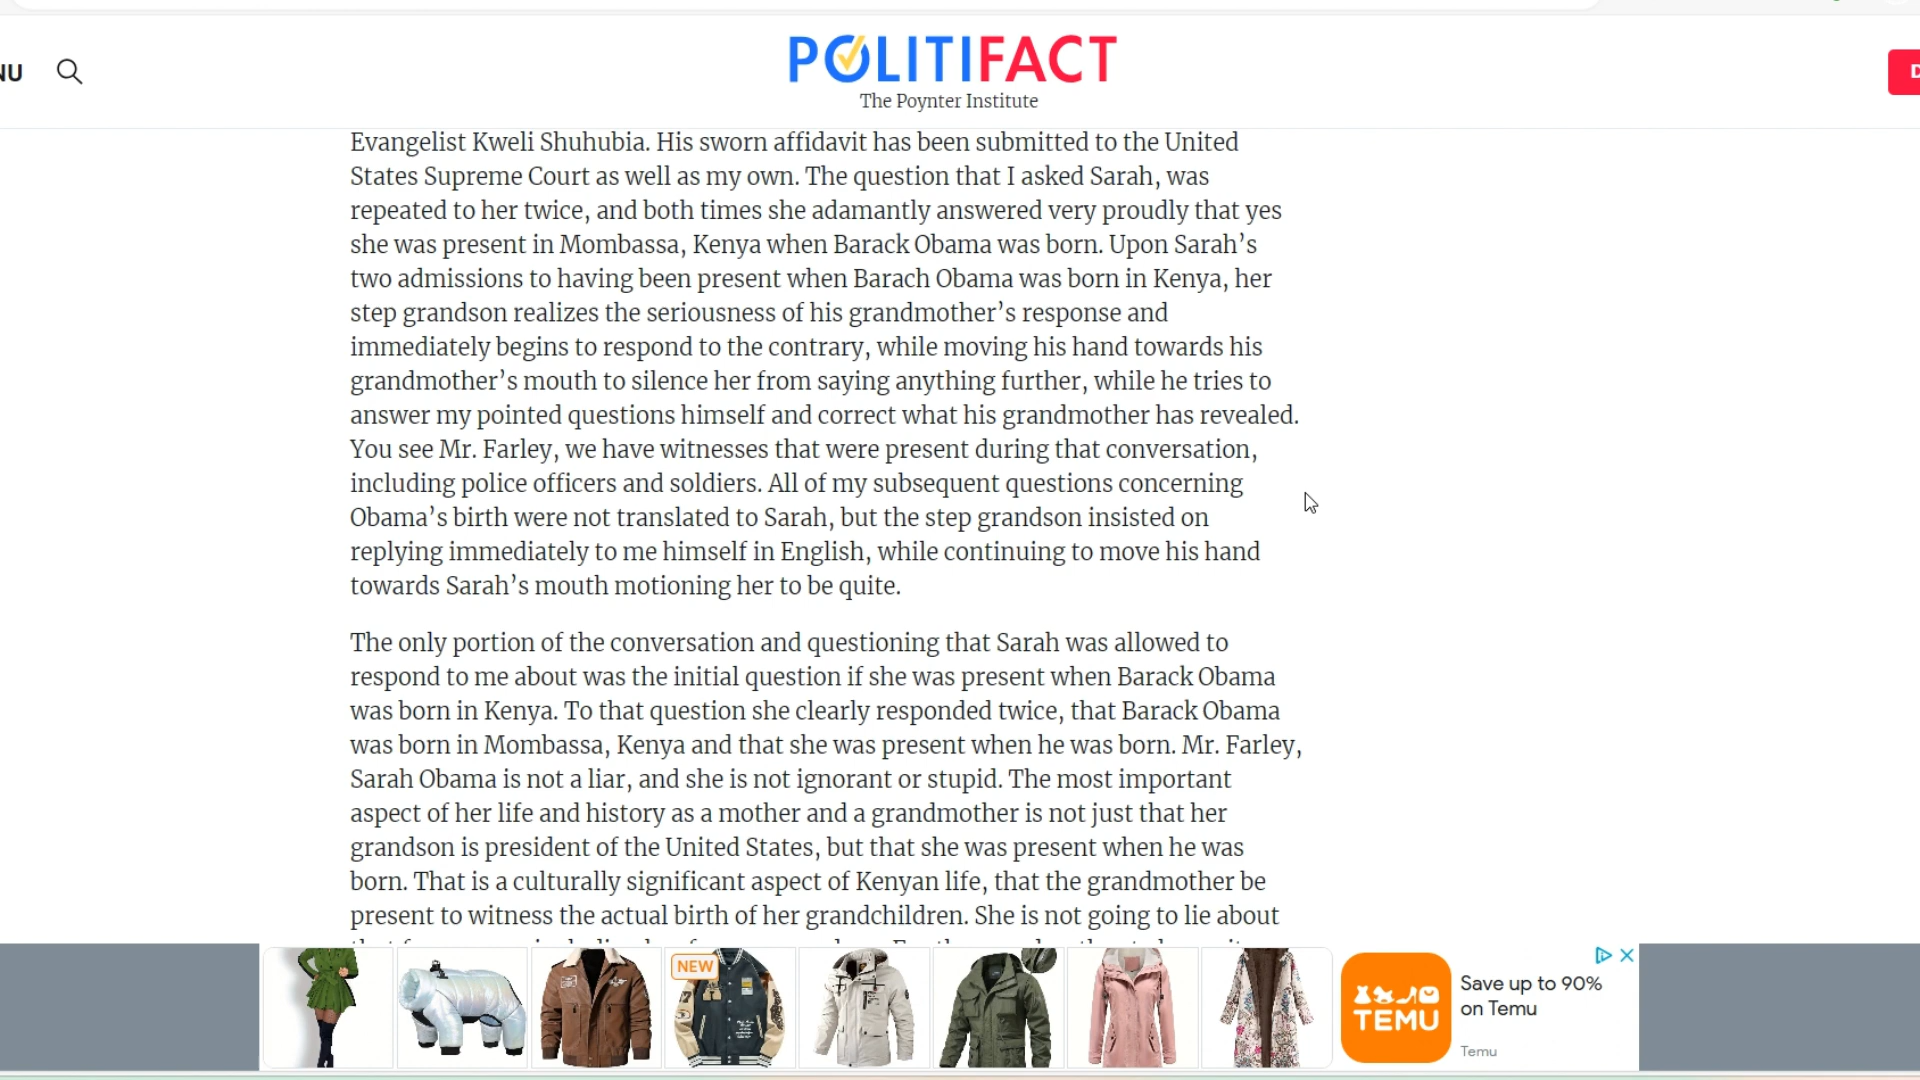 NU
POLITIFACT
The Poynter Institute
Evangelist Kweli Shuhubia. His sworn affidavit has been submitted to the United
States Supreme Court as well as my own. The question that I asked Sarah, was
repeated to her twice, and both times she adamantly answered very proudly that yes
she was present in Mombassa, Kenya when Barack Obama was born. Upon Sarah’s
two admissions to having been present when Barach Obama was born in Kenya, her
step grandson realizes the seriousness of his grandmother’s response and
immediately begins to respond to the contrary, while moving his hand towards his
grandmother’s mouth to silence her from saying anything further, while he tries to
answer my pointed questions himself and correct what his grandmother has revealed.
You see Mr. Farley, we have witnesses that were present during that conversation,
including police officers and soldiers. All of my subsequent questions concerning
Obama’s birth were not translated to Sarah, but the step grandson insisted on
replying immediately to me himself in English, while continuing to move his hand
towards Sarah’s mouth motioning her to be quite.
The only portion of the conversation and questioning that Sarah was allowed to
respond to me about was the initial question if she was present when Barack Obama
was born in Kenya. To that question she clearly responded twice, that Barack Obama
was born in Mombassa, Kenya and that she was present when he was born. Mr. Farley,
Sarah Obama is not a liar, and she is not ignorant or stupid. The most important
aspect of her life and history as a mother and a grandmother is not just that her
grandson is president of the United States, but that she was present when he was
born. That is a culturally significant aspect of Kenyan life, that the grandmother be
present to witness the actual birth of her grandchildren. She is not going to lie about
NEW
TEMU
Save up to 90%
on Temu
Temu